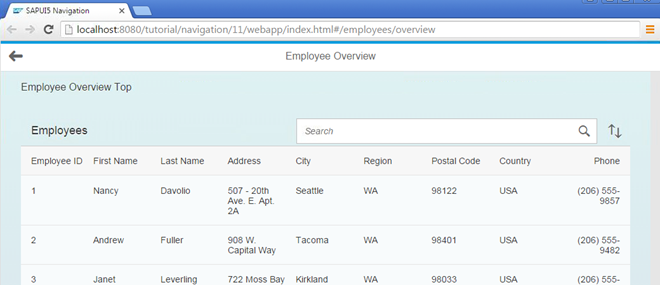 SAPUI5 Navigation
localhost:8080/tutorial/navigation/11/webapp/index.html#/employees/overview
Employee Overview
Employee Overview Top
Employees Search
Employee ID First Name Last Name Address City Region Postal Code Country Phone
1 Nancy Davolio 507 - 20th Seattle WA 98122 USA (206) 555-
Ave. E. Apt. 9857
2A
2 Andrew Fuller 908 W. Tacoma WA 98401 USA (206) 555-
Capital Way 9482
3 Janet Leverling 722 Moss Bay Kirkland WA 98033 USA (206) 555-